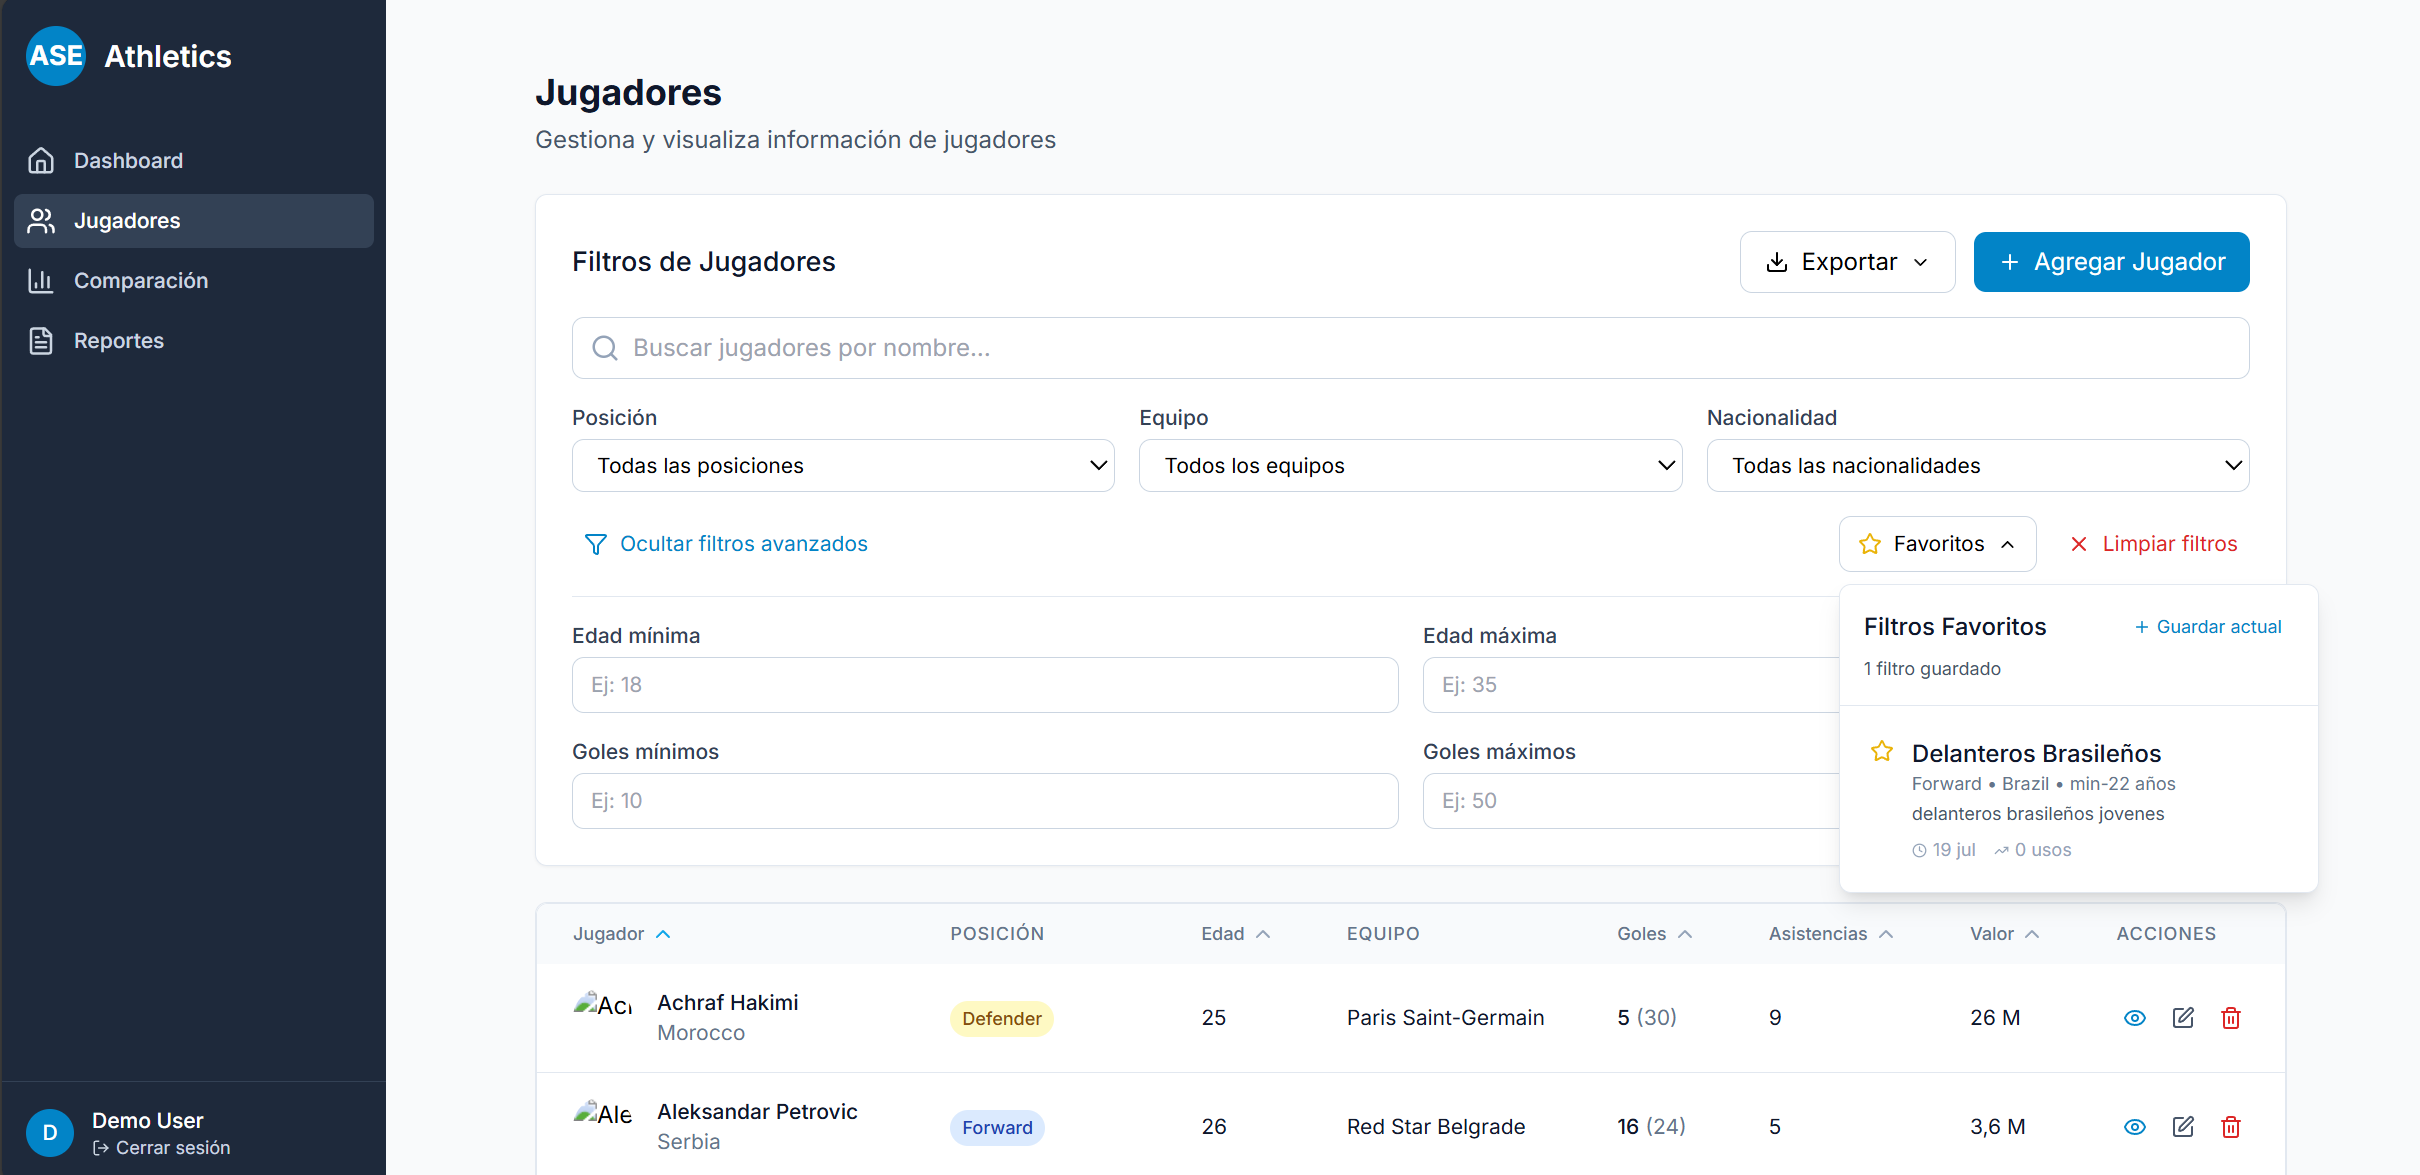 ASE Athletics
Dashboard
Jugadores
Comparación
Reportes
Demo User
D
Cerrar sesión
Jugadores
Gestiona y visualiza información de jugadores
Filtros de Jugadores
Exportar
+ Agregar Jugador
Buscar jugadores por nombre...
Posición
Equipo
Nacionalidad
Todas las posiciones
Todos los equipos
Todas las nacionalidades
Ocultar filtros avanzados
Favoritos
Limpiar filtros
Filtros Favoritos
+ Guardar actual
1 filtro guardado
Delanteros Brasileños
Forward • Brazil • min-22 años
delanteros brasileños jovenes
19 jul
0 usos
Edad mínima
Edad máxima
Ej: 18
Ej: 35
Goles mínimos
Goles máximos
Ej: 10
Ej: 50
Jugador POSICIÓN Edad EQUIPO Goles Asistencias Valor ACCIONES
Achraf Hakimi
Morocco
Defender 25 Paris Saint-Germain 5 (30) 9 26 M
Aleksandar Petrovic
Serbia
Forward 26 Red Star Belgrade 16 (24) 5 3,6 M